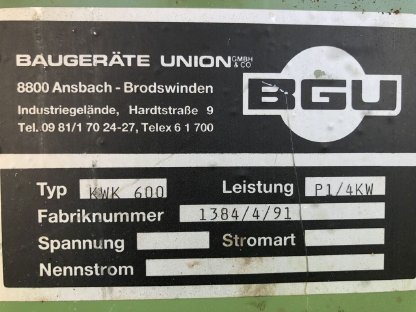 BAUGERÄTE UNION GMBH & CO
BGU
8800 Ansbach - Brodswinden
Industriegelände, Hardtstraße 9
Tel. 09 81/1 70 24-27, Telex 6 1 700
Typ KWK 600 Leistung P1/4KW
Fabriknummer 1384/4/91
Spannung Stromart
Nennstrom